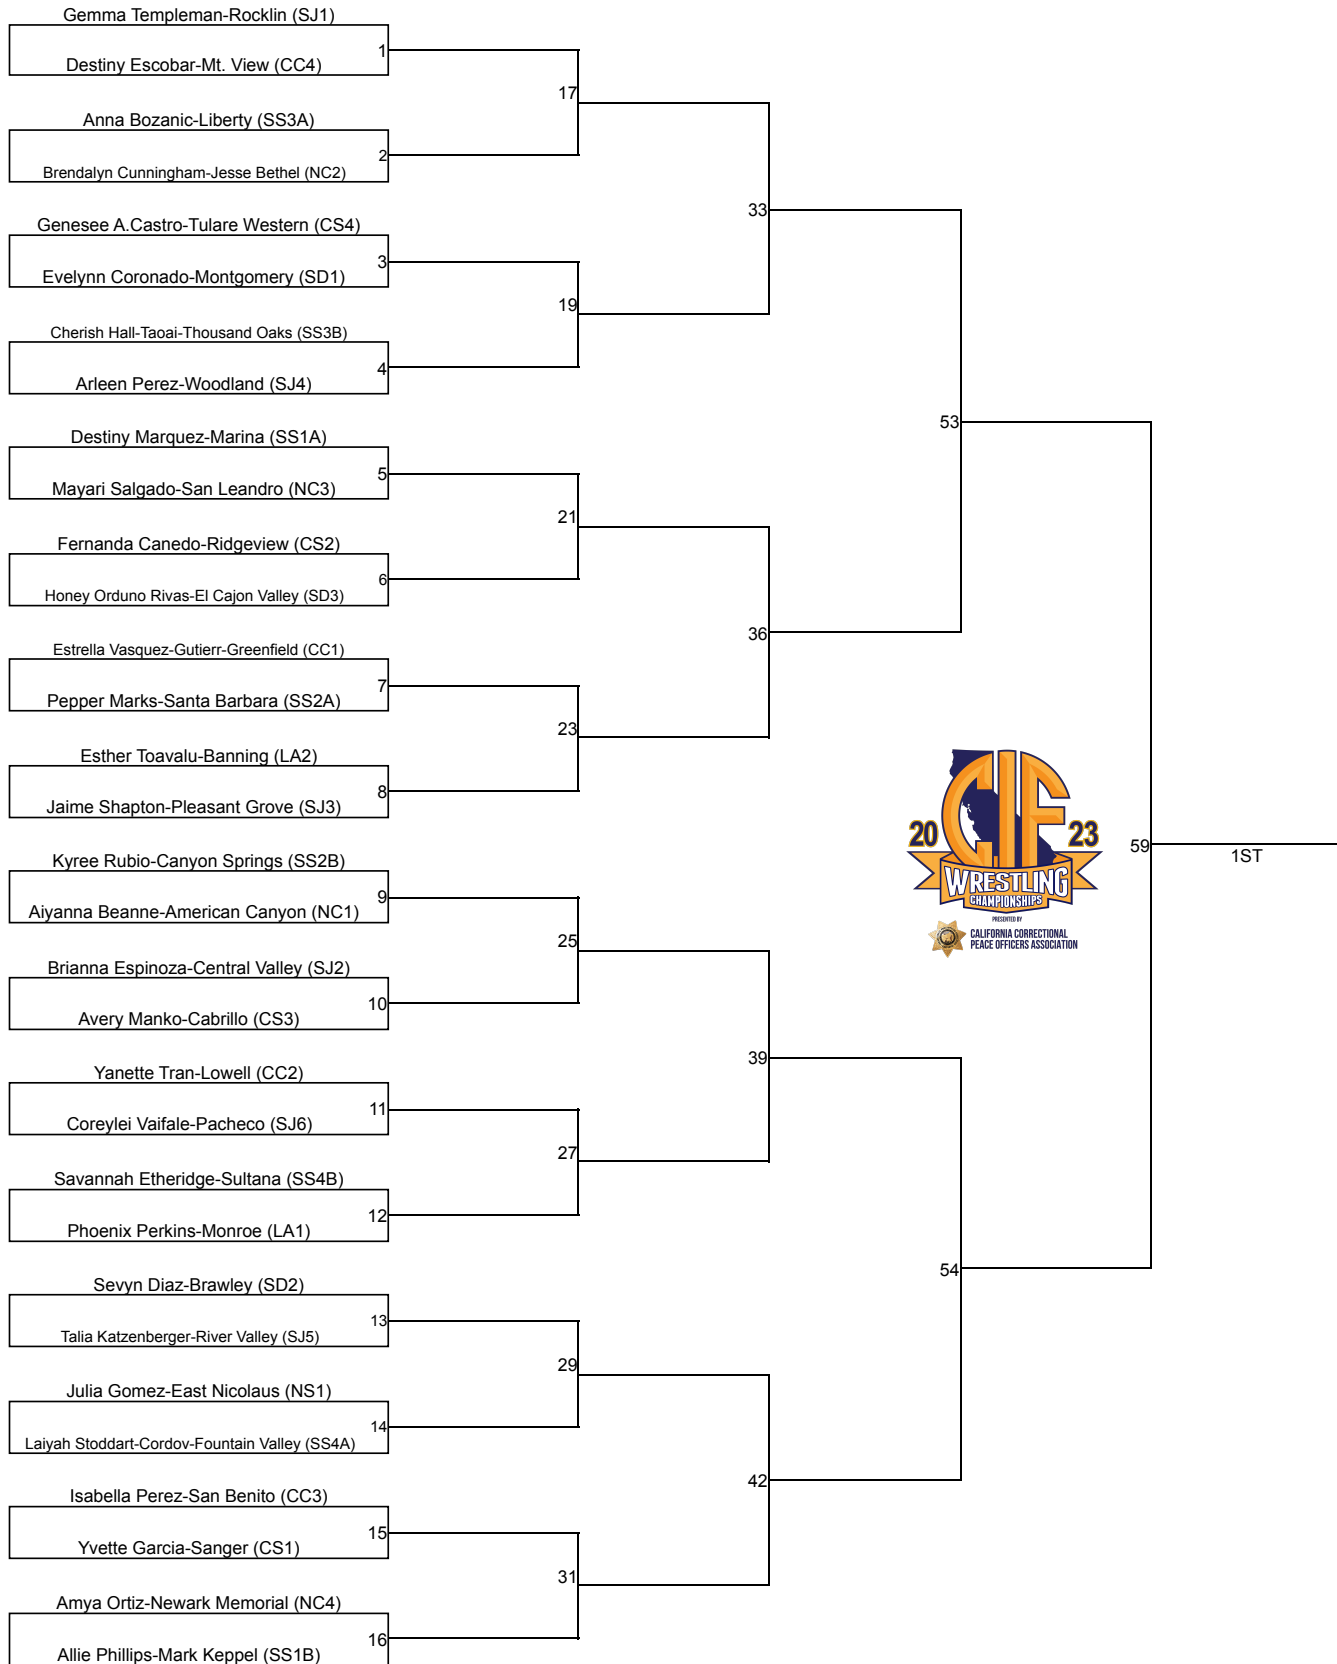 Gemma Templeman-Rocklin (SJ1)
1
Destiny Escobar-Mt. View (CC4)
17
Anna Bozanic-Liberty (SS3A)
2
Brendalyn Cunningham-Jesse Bethel (NC2)
33
Genesee A.Castro-Tulare Western (CS4)
3
Evelynn Coronado-Montgomery (SD1)
19
Cherish Hall-Taoai-Thousand Oaks (SS3B)
4
Arleen Perez-Woodland (SJ4)
53
Destiny Marquez-Marina (SS1A)
5
Mayari Salgado-San Leandro (NC3)
21
Fernanda Canedo-Ridgeview (CS2)
6
Honey Orduno Rivas-El Cajon Valley (SD3)
36
Estrella Vasquez-Gutierr-Greenfield (CC1)
7
Pepper Marks-Santa Barbara (SS2A)
23
Esther Toavalu-Banning (LA2)
8
Jaime Shapton-Pleasant Grove (SJ3)
20 CIF 23
WRESTLING
CHAMPIONSHIPS
PRESENTED BY
CALIFORNIA CORRECTIONAL
PEACE OFFICERS ASSOCIATION
59
1ST
Kyree Rubio-Canyon Springs (SS2B)
9
Aiyanna Beanne-American Canyon (NC1)
25
Brianna Espinoza-Central Valley (SJ2)
10
Avery Manko-Cabrillo (CS3)
39
Yanette Tran-Lowell (CC2)
11
Coreylei Vaifale-Pacheco (SJ6)
27
Savannah Etheridge-Sultana (SS4B)
12
Phoenix Perkins-Monroe (LA1)
54
Sevyn Diaz-Brawley (SD2)
13
Talia Katzenberger-River Valley (SJ5)
29
Julia Gomez-East Nicolaus (NS1)
14
Laiyah Stoddart-Cordov-Fountain Valley (SS4A)
42
Isabella Perez-San Benito (CC3)
15
Yvette Garcia-Sanger (CS1)
31
Amya Ortiz-Newark Memorial (NC4)
16
Allie Phillips-Mark Keppel (SS1B)